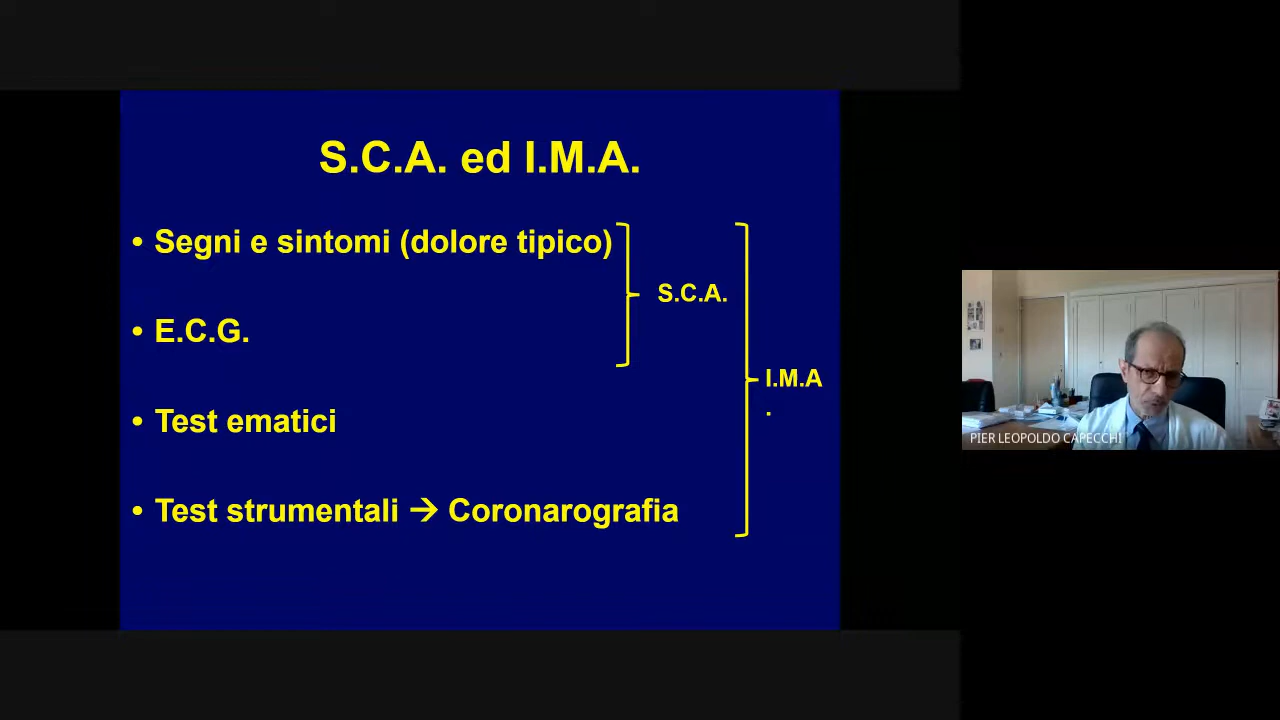 S.C.A. ed I.M.A.
• Segni e sintomi (dolore tipico)
S.C.A.
• E.C.G.
I.M.A
.
• Test ematici
• Test strumentali → Coronarografia
PIER LEOPOLDO CAPECCHI